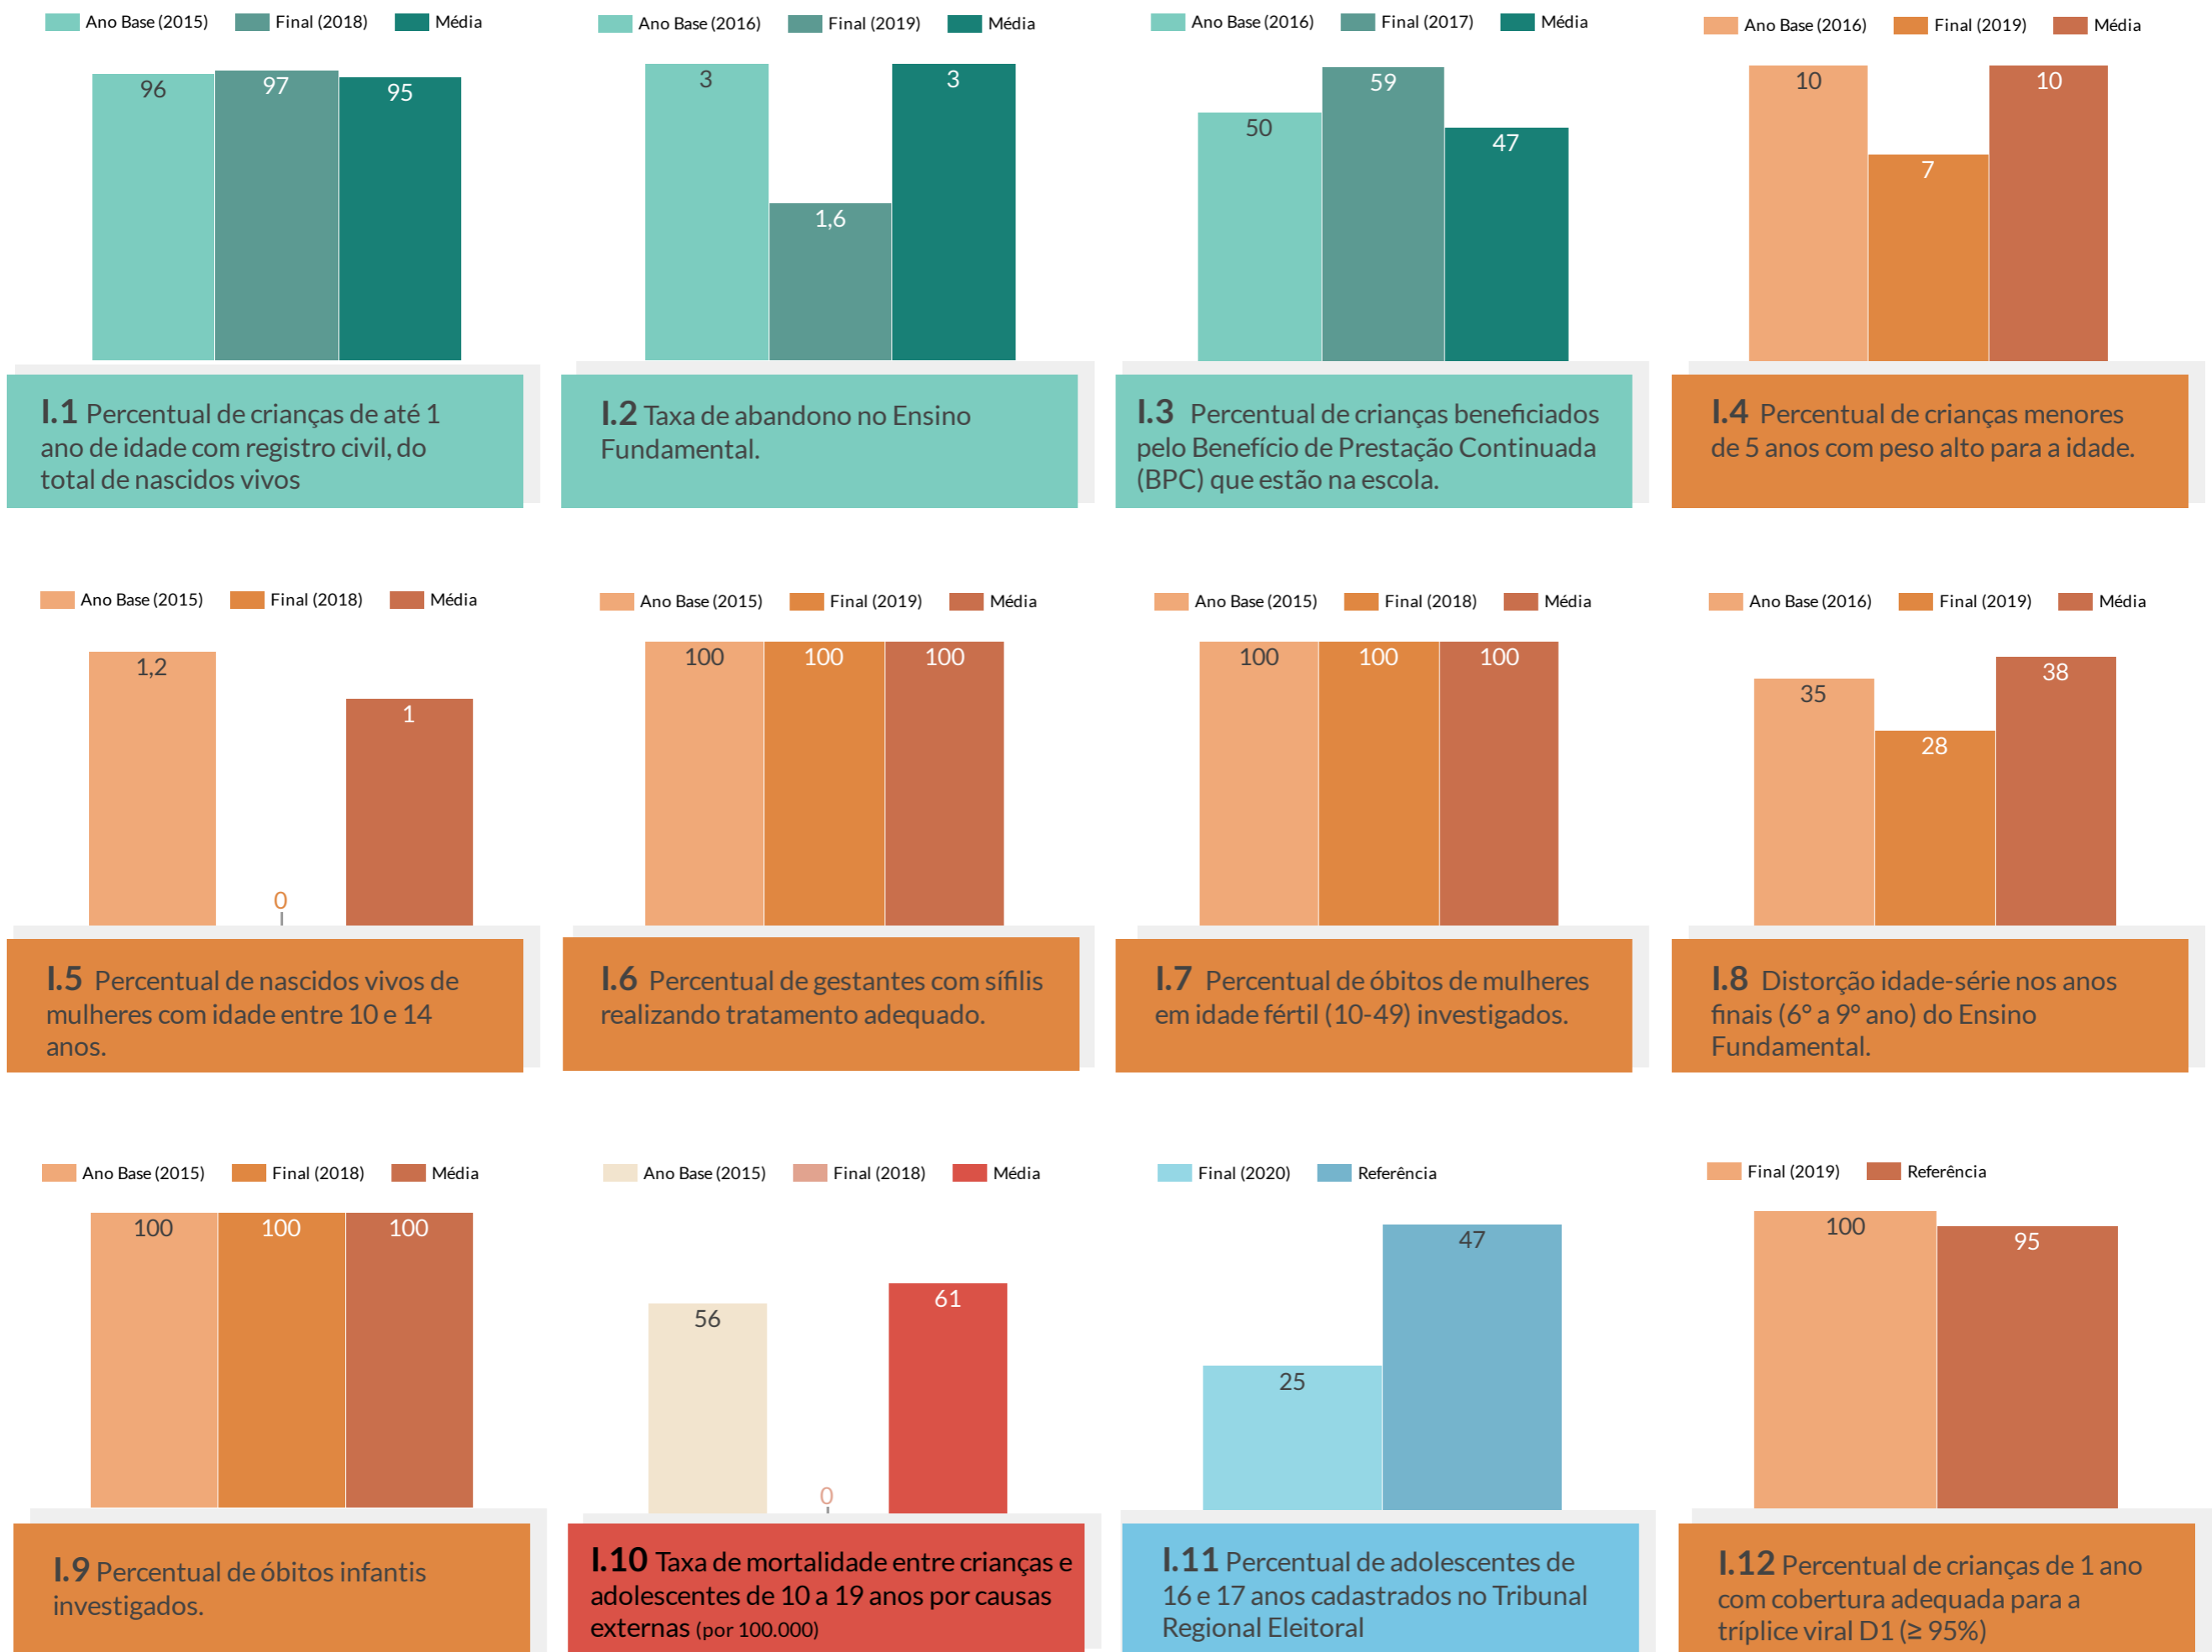 Ano Base (2015) Final (2018) Média
96 97 95
I.1 Percentual de crianças de até 1
ano de idade com registro civil, do
total de nascidos vivos
Ano Base (2016) Final (2019) Média
3 1,6 3
I.2 Taxa de abandono no Ensino
Fundamental.
Ano Base (2016) Final (2017) Média
50 59 47
I.3 Percentual de crianças beneficiados
pelo Benefício de Prestação Continuada
(BPC) que estão na escola.
Ano Base (2016) Final (2019) Média
10 7 10
I.4 Percentual de crianças menores
de 5 anos com peso alto para a idade.
Ano Base (2015) Final (2018) Média
1,2 0 1
I.5 Percentual de nascidos vivos de
mulheres com idade entre 10 e 14
anos.
Ano Base (2015) Final (2019) Média
100 100 100
I.6 Percentual de gestantes com sífilis
realizando tratamento adequado.
Ano Base (2015) Final (2018) Média
100 100 100
I.7 Percentual de óbitos de mulheres
em idade fértil (10-49) investigados.
Ano Base (2016) Final (2019) Média
35 28 38
I.8 Distorção idade-série nos anos
finais (6° a 9° ano) do Ensino
Fundamental.
Ano Base (2015) Final (2018) Média
100 100 100
I.9 Percentual de óbitos infantis
investigados.
Ano Base (2015) Final (2018) Média
56 0 61
I.10 Taxa de mortalidade entre crianças e
adolescentes de 10 a 19 anos por causas
externas (por 100.000)
Final (2020) Referência
25 47
I.11 Percentual de adolescentes de
16 e 17 anos cadastrados no Tribunal
Regional Eleitoral
Final (2019) Referência
100 95
I.12 Percentual de crianças de 1 ano
com cobertura adequada para a
tríplice viral D1 (≥ 95%)